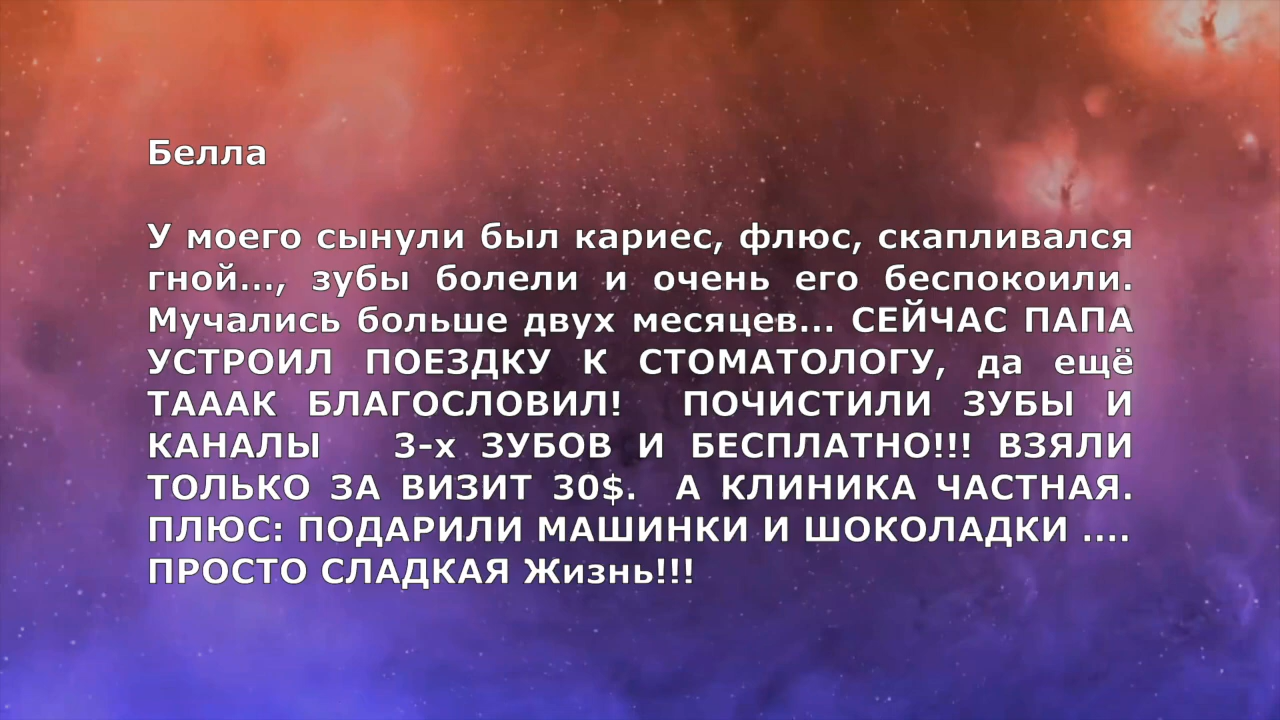 Белла
У моего сынули был кариес, флюс, скапливался
гной..., зубы болели и очень его беспокоили.
Мучались больше двух месяцев... СЕЙЧАС ПАПА
УСТРОИЛ ПОЕЗДКУ К СТОМАТОЛОГУ, да ещё
ТАААК БЛАГОСЛОВИЛ! ПОЧИСТИЛИ ЗУБЫ И
КАНАЛЫ 3-х ЗУБОВ И БЕСПЛАТНО!!! ВЗЯЛИ
ТОЛЬКО ЗА ВИЗИТ 30$. А КЛИНИКА ЧАСТНАЯ.
ПЛЮС: ПОДАРИЛИ МАШИНКИ И ШОКОЛАДКИ ....
ПРОСТО СЛАДКАЯ Жизнь!!!